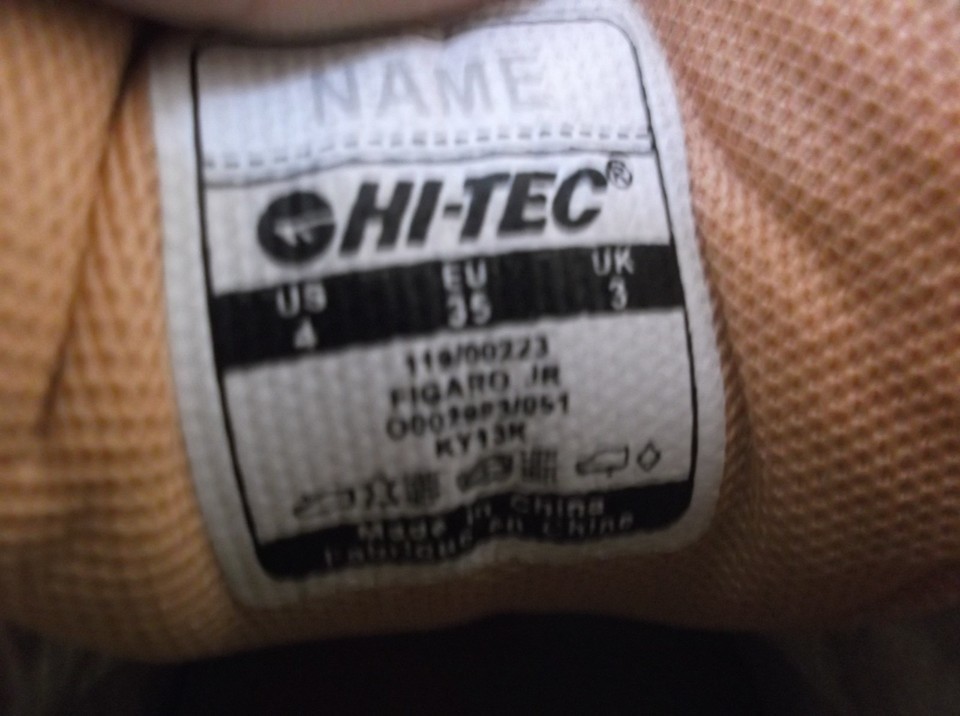 NAME
HI-TEC®
US EU UK
4 35 3
119/00223
FIGARO JR
KY13K
Made in China
Fabriqué en Chine